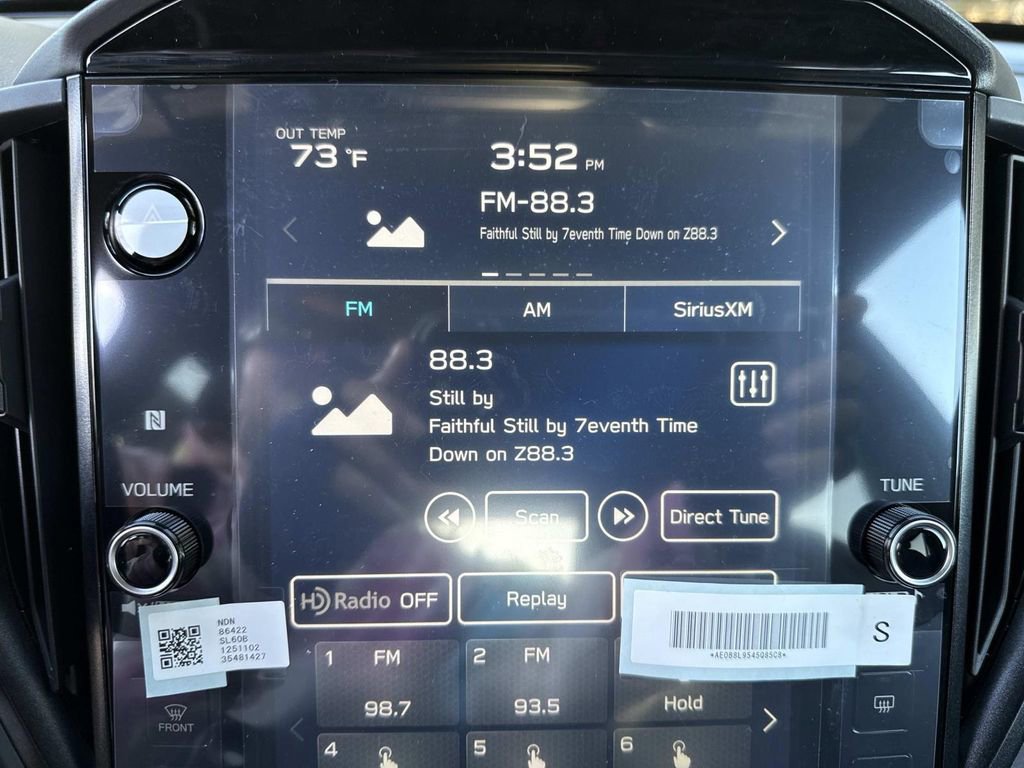 OUT TEMP
73 °F
3:52 PM
FM-88.3
Faithful Still by 7eventh Time Down on Z88.3
FM
AM
SiriusXM
88.3
Still by
Faithful Still by 7eventh Time
Down on Z88.3
VOLUME
TUNE
Scan
Direct Tune
HD Radio OFF
Replay
NDN
86422
SL60B
1251102
35481427
*AE0B8L9545Q85C8*
S
1 FM
98.7
2 FM
93.5
Hold
FRONT
4
5
6